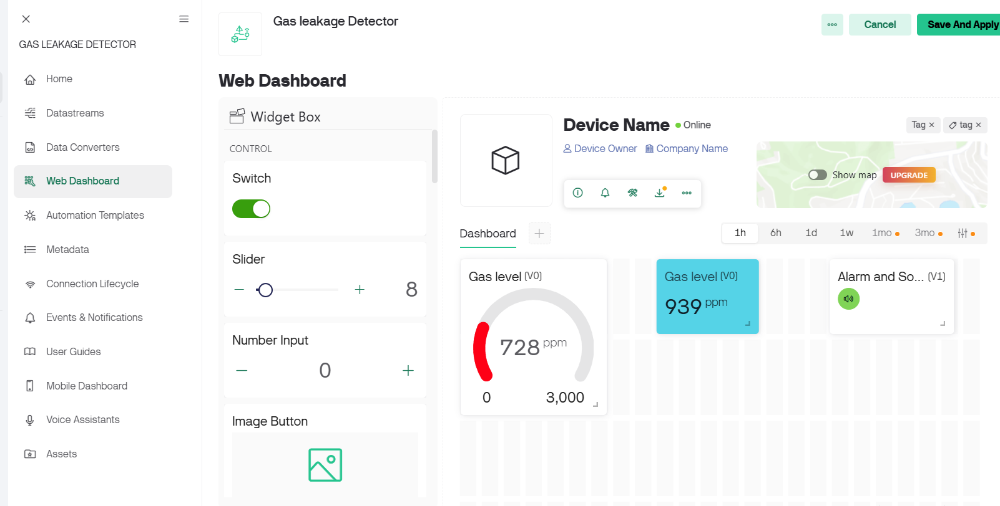 GAS LEAKAGE DETECTOR
Home
Datastreams
Data Converters
Web Dashboard
Automation Templates
Metadata
Connection Lifecycle
Events & Notifications
User Guides
Mobile Dashboard
Voice Assistants
Assets
Gas leakage Detector
Cancel
Save And Apply
Web Dashboard
Widget Box
CONTROL
Switch
Slider
8
Number Input
0
Image Button
Device Name
Online
Tag
tag
Device Owner
Company Name
Show map
UPGRADE
Dashboard
1h 6h 1d 1w 1mo 3mo
Gas level (V0)
728 ppm
0 3,000
Gas level (V0)
939 ppm
Alarm and So... (V1)